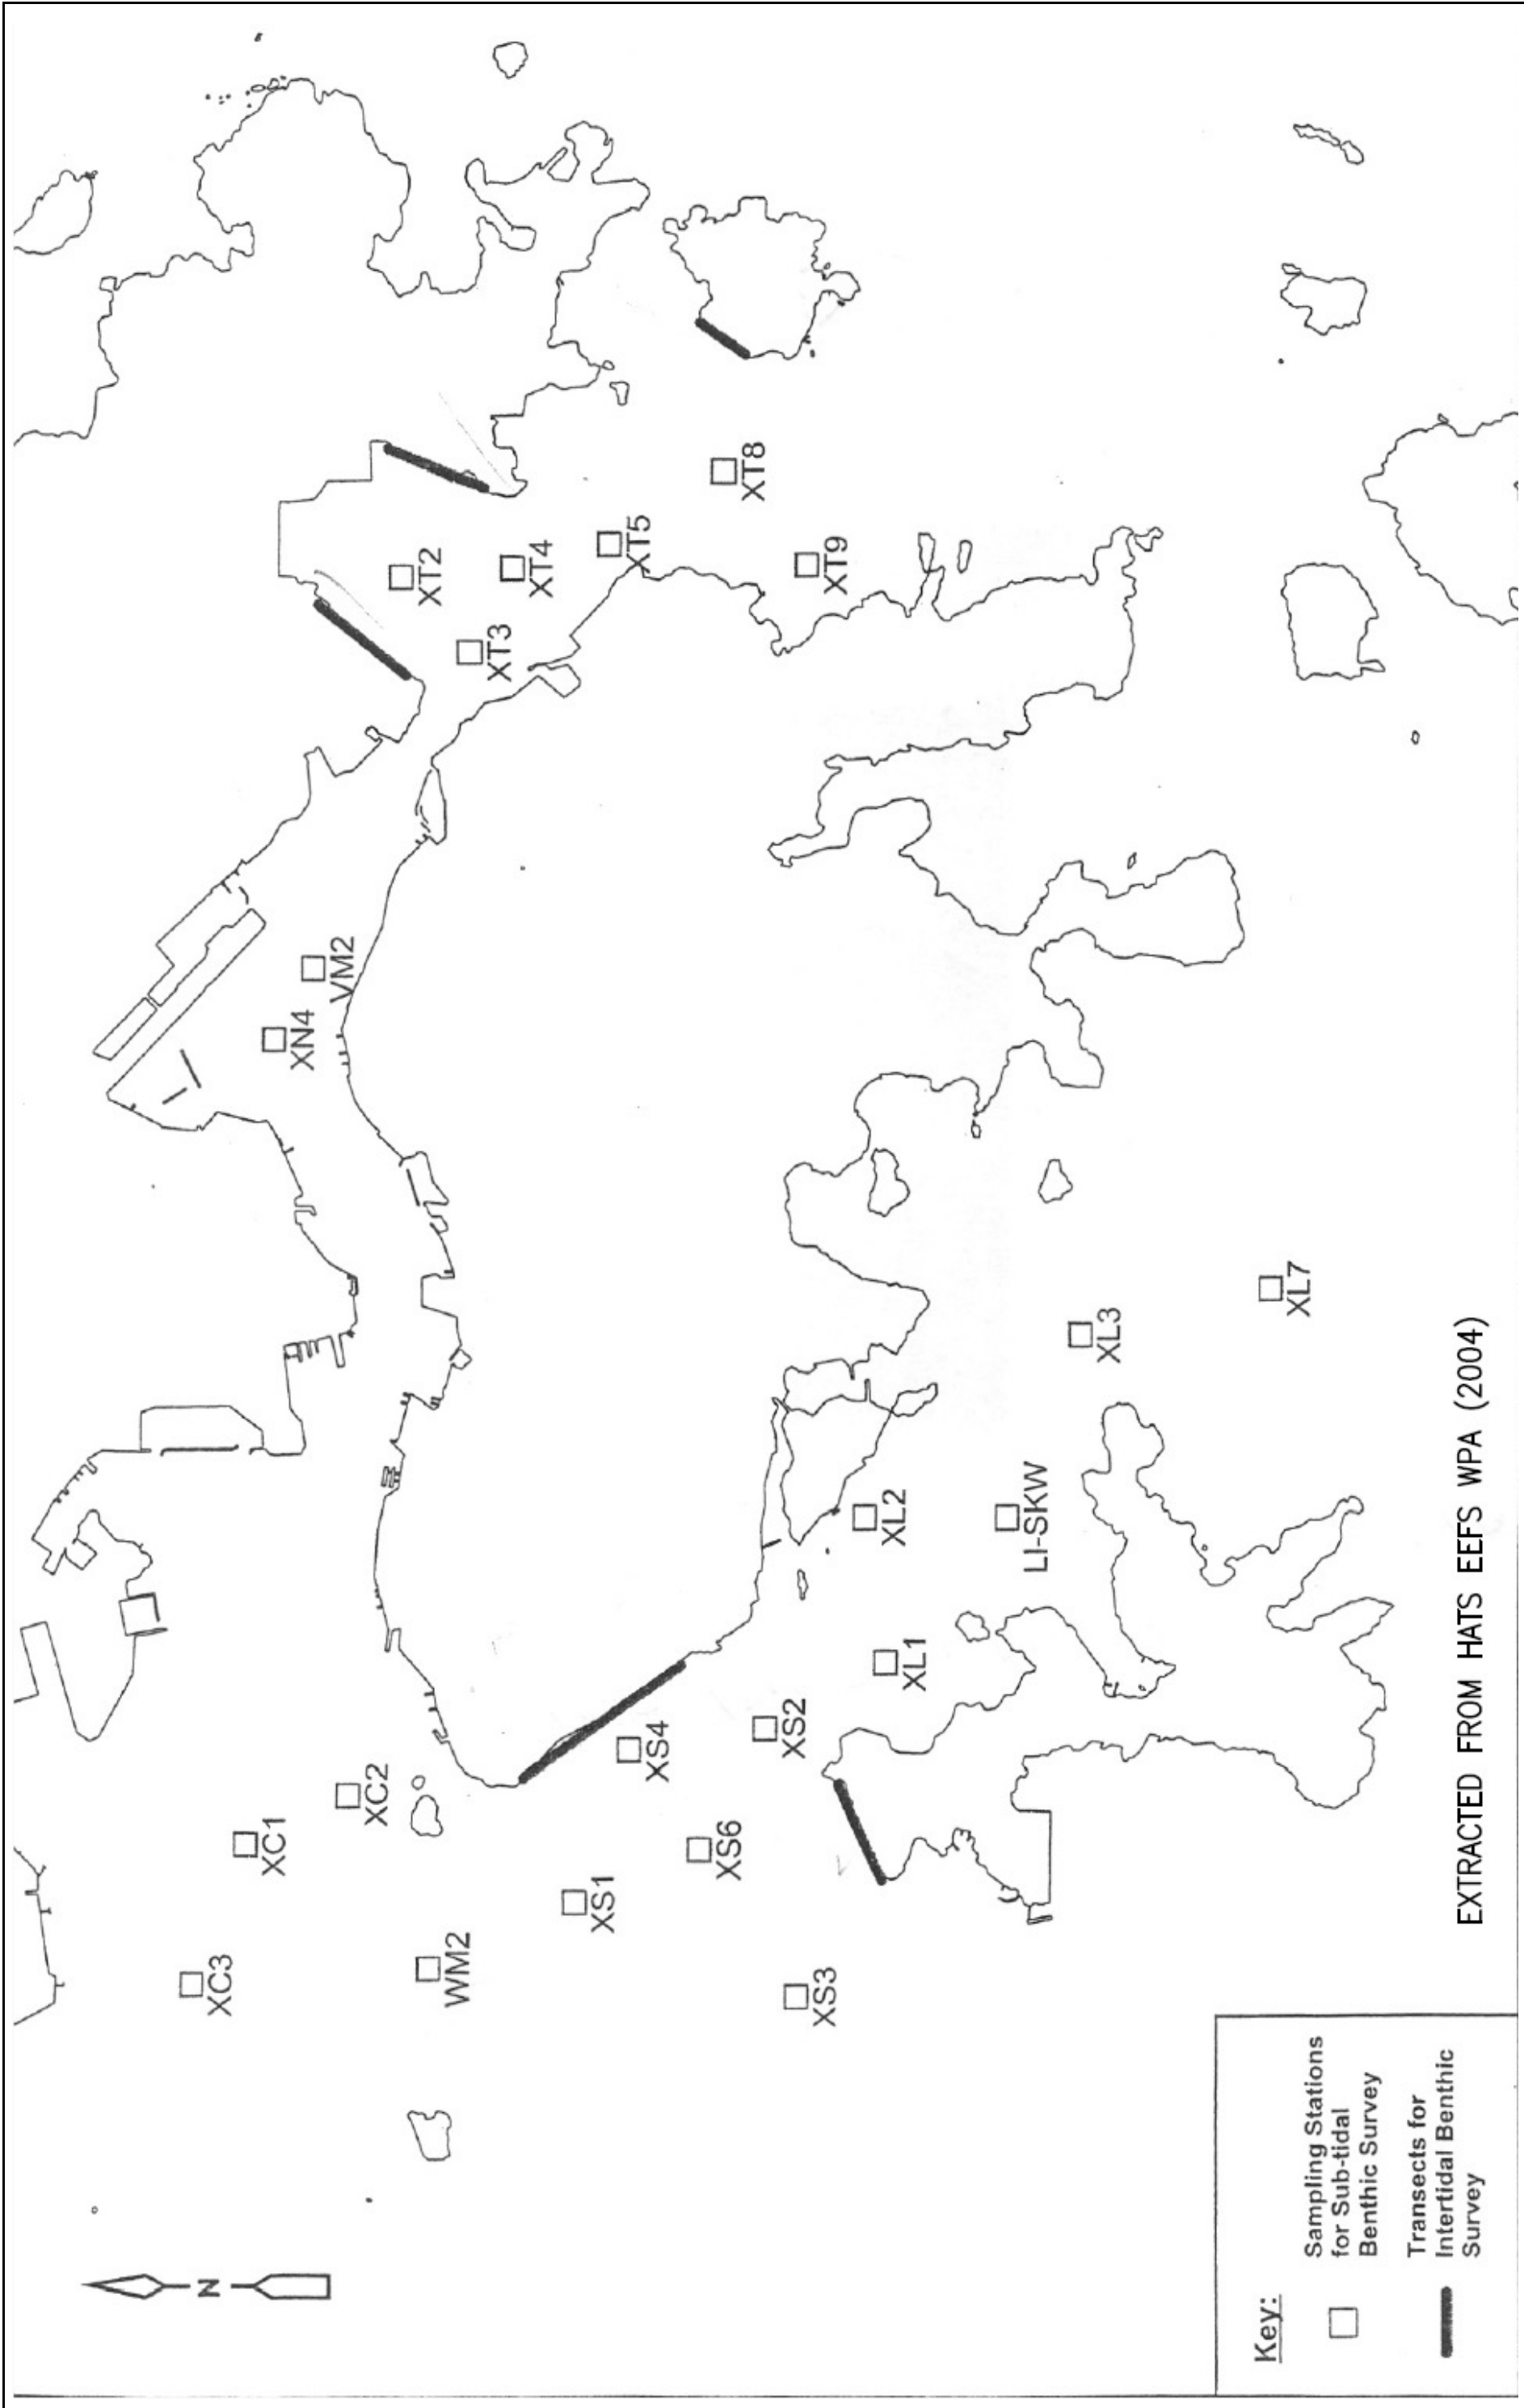 N
XC3
XC1
XC2
WM2
XS1
XS6
XS3
XS4
XS2
XL1
XL2
LI-SKW
XL3
XL7
XN4
VM2
XT3
XT2
XT4
XT5
XT9
XT8
Key:
Sampling Stations
for Sub-tidal
Benthic Survey
Transects for
Intertidal Benthic
Survey
EXTRACTED FROM HATS EEFS WPA (2004)